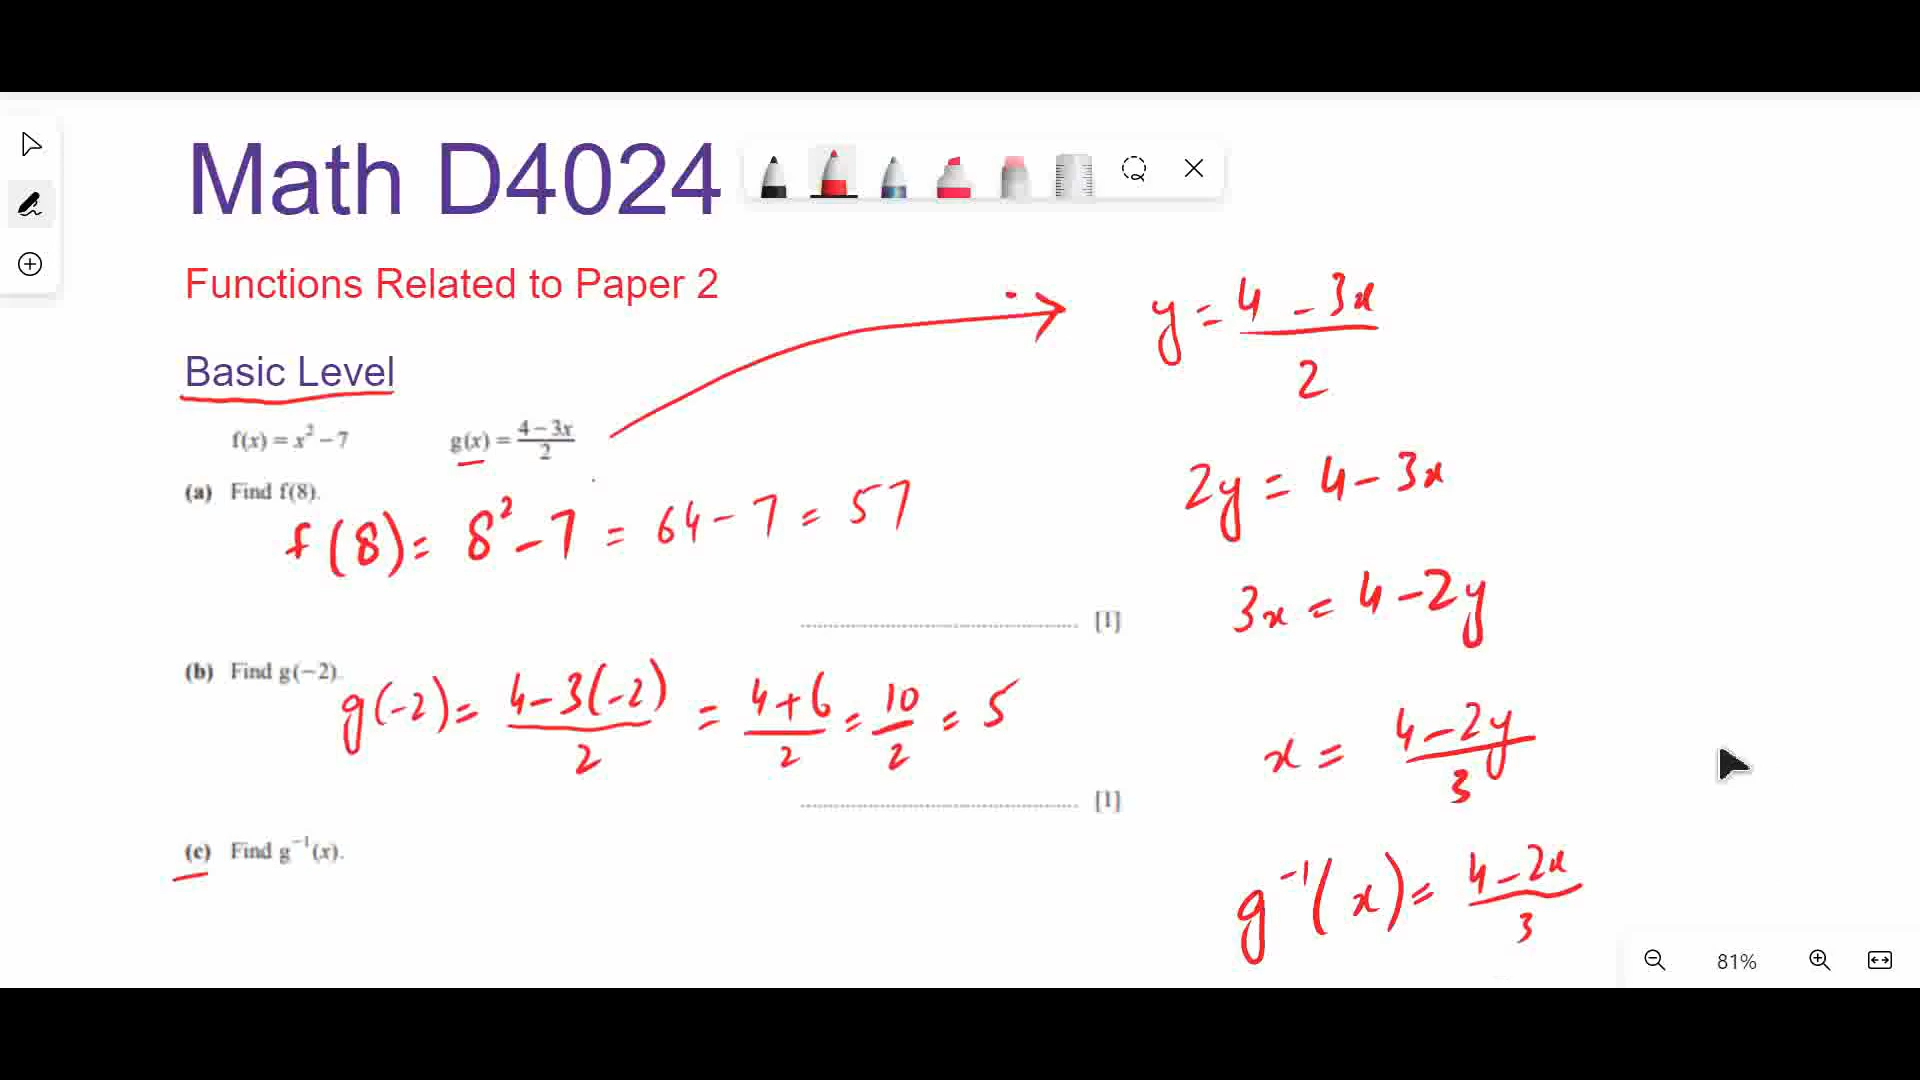 Math D4024
Functions Related to Paper 2
Basic Level
f(x) = x² − 7    g(x) = (4 − 3x)/2
(a) Find f(8).
f(8) = 8² − 7 = 64 − 7 = 57
[1]
(b) Find g(−2).
g(−2) = (4 − 3(−2))/2 = (4 + 6)/2 = 10/2 = 5
[1]
(c) Find g⁻¹(x).
y = (4 − 3x)/2
2y = 4 − 3x
3x = 4 − 2y
x = (4 − 2y)/3
g⁻¹(x) = (4 − 2x)/3
81%